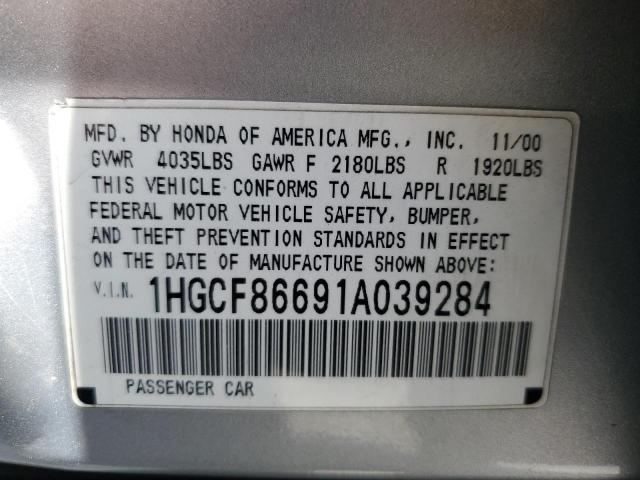 MFD. BY HONDA OF AMERICA MFG., INC. 11/00
GVWR 4035LBS GAWR F 2180LBS R 1920LBS
THIS VEHICLE CONFORMS TO ALL APPLICABLE
FEDERAL MOTOR VEHICLE SAFETY, BUMPER,
AND THEFT PREVENTION STANDARDS IN EFFECT
ON THE DATE OF MANUFACTURE SHOWN ABOVE:
V.I.N. 1HGCF86691A039284
PASSENGER CAR